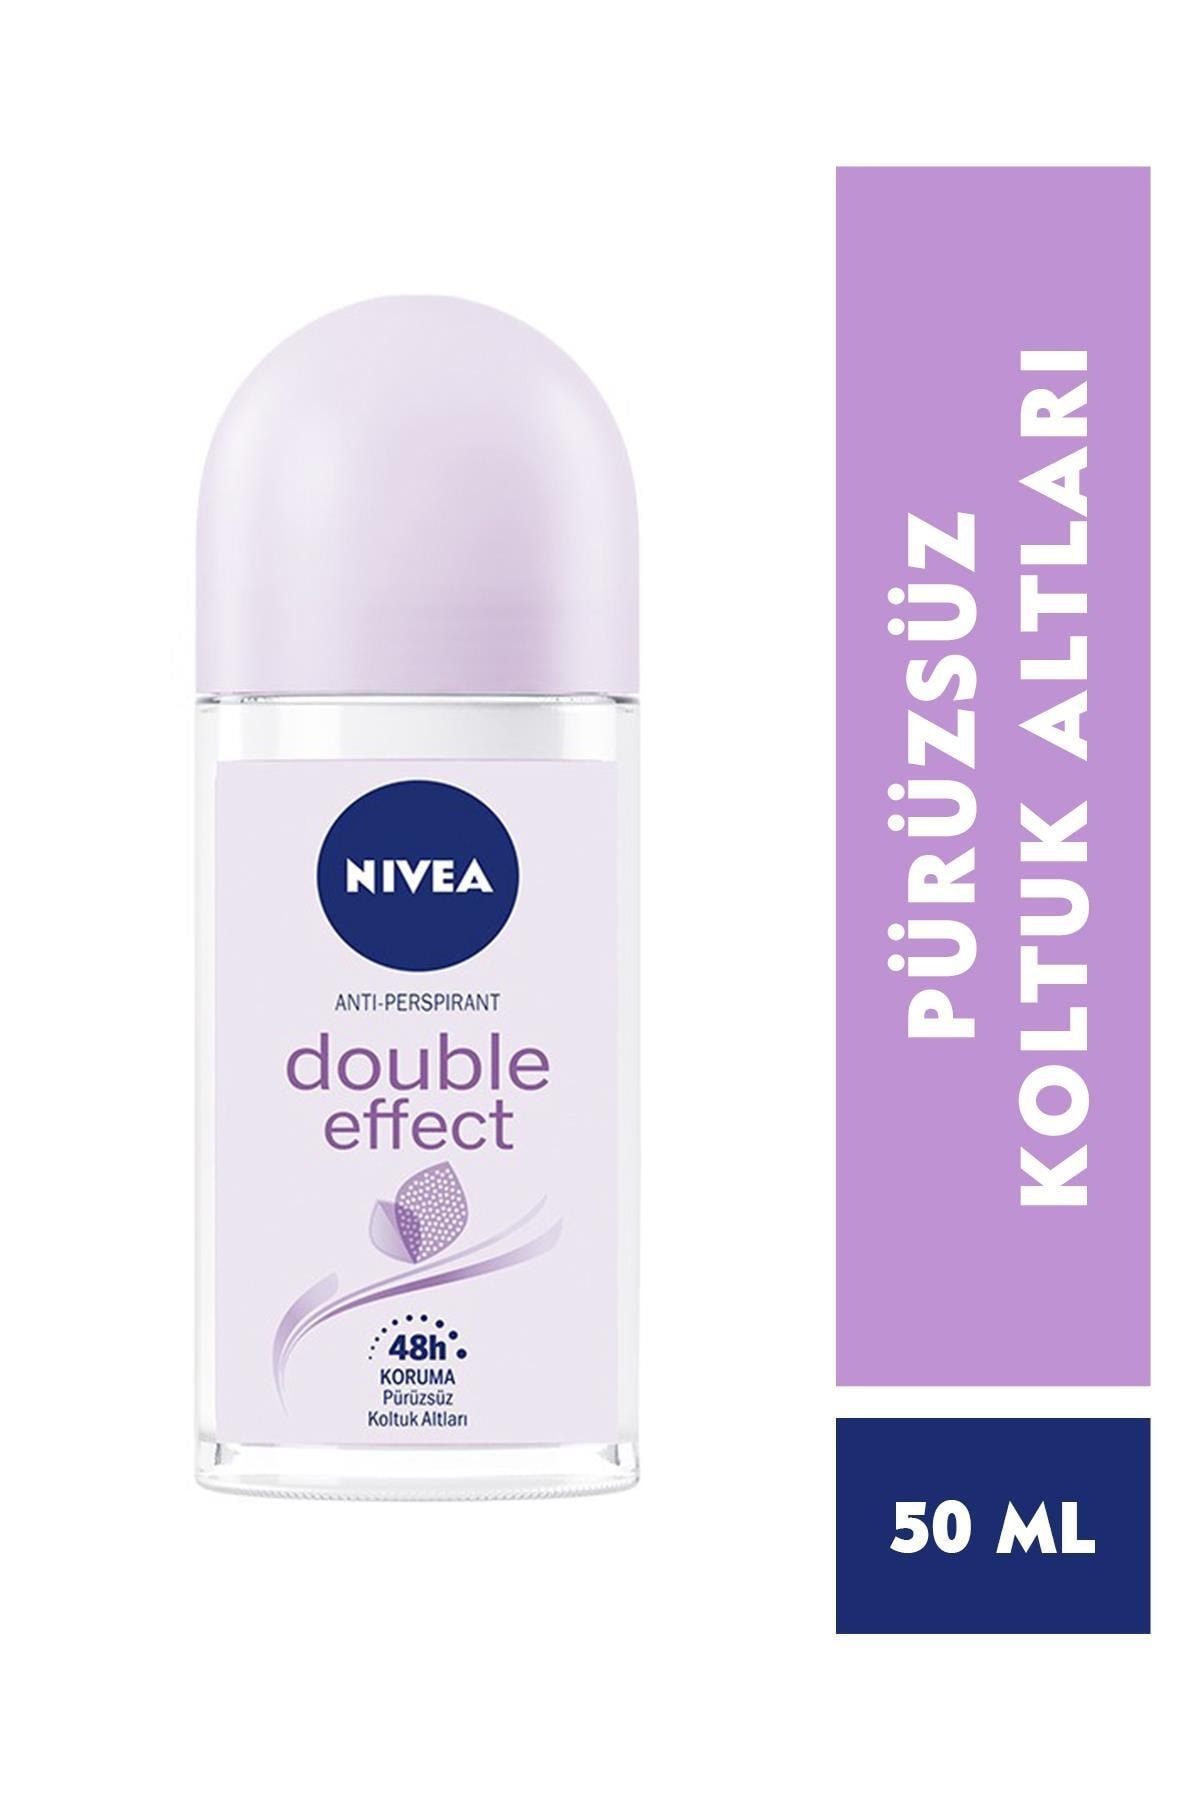 NIVEA
ANTI-PERSPIRANT
double
effect
48h
KORUMA
Pürüzsüz
Koltuk Altları
PÜRÜZSÜZ
KOLTUK ALTLARI
50 ML